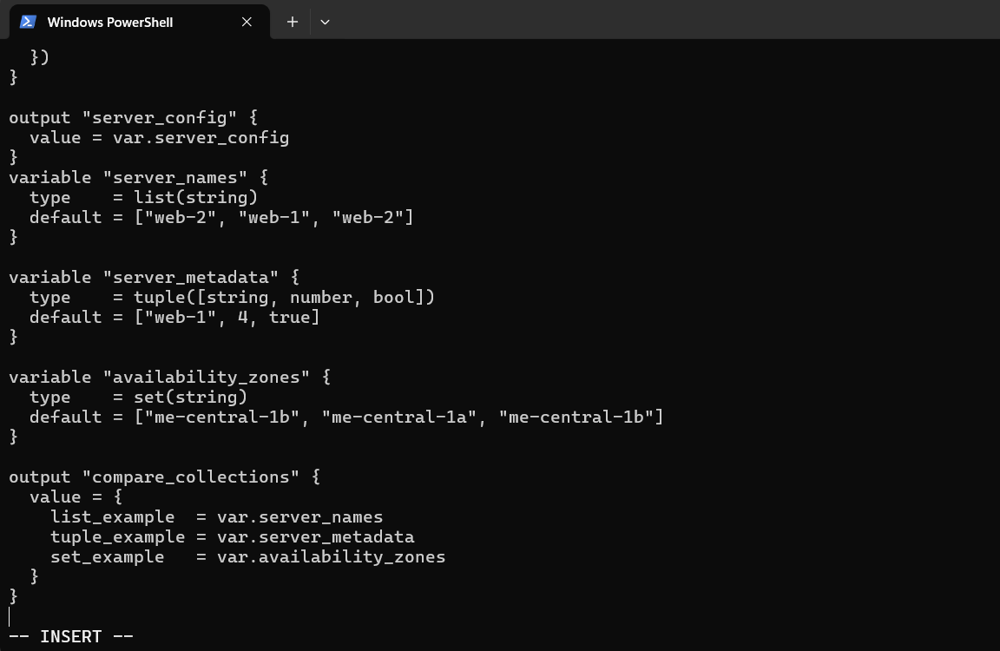 Windows PowerShell
  })
}

output "server_config" {
  value = var.server_config
}
variable "server_names" {
  type    = list(string)
  default = ["web-2", "web-1", "web-2"]
}

variable "server_metadata" {
  type    = tuple([string, number, bool])
  default = ["web-1", 4, true]
}

variable "availability_zones" {
  type    = set(string)
  default = ["me-central-1b", "me-central-1a", "me-central-1b"]
}

output "compare_collections" {
  value = {
    list_example  = var.server_names
    tuple_example = var.server_metadata
    set_example   = var.availability_zones
  }
}

-- INSERT --